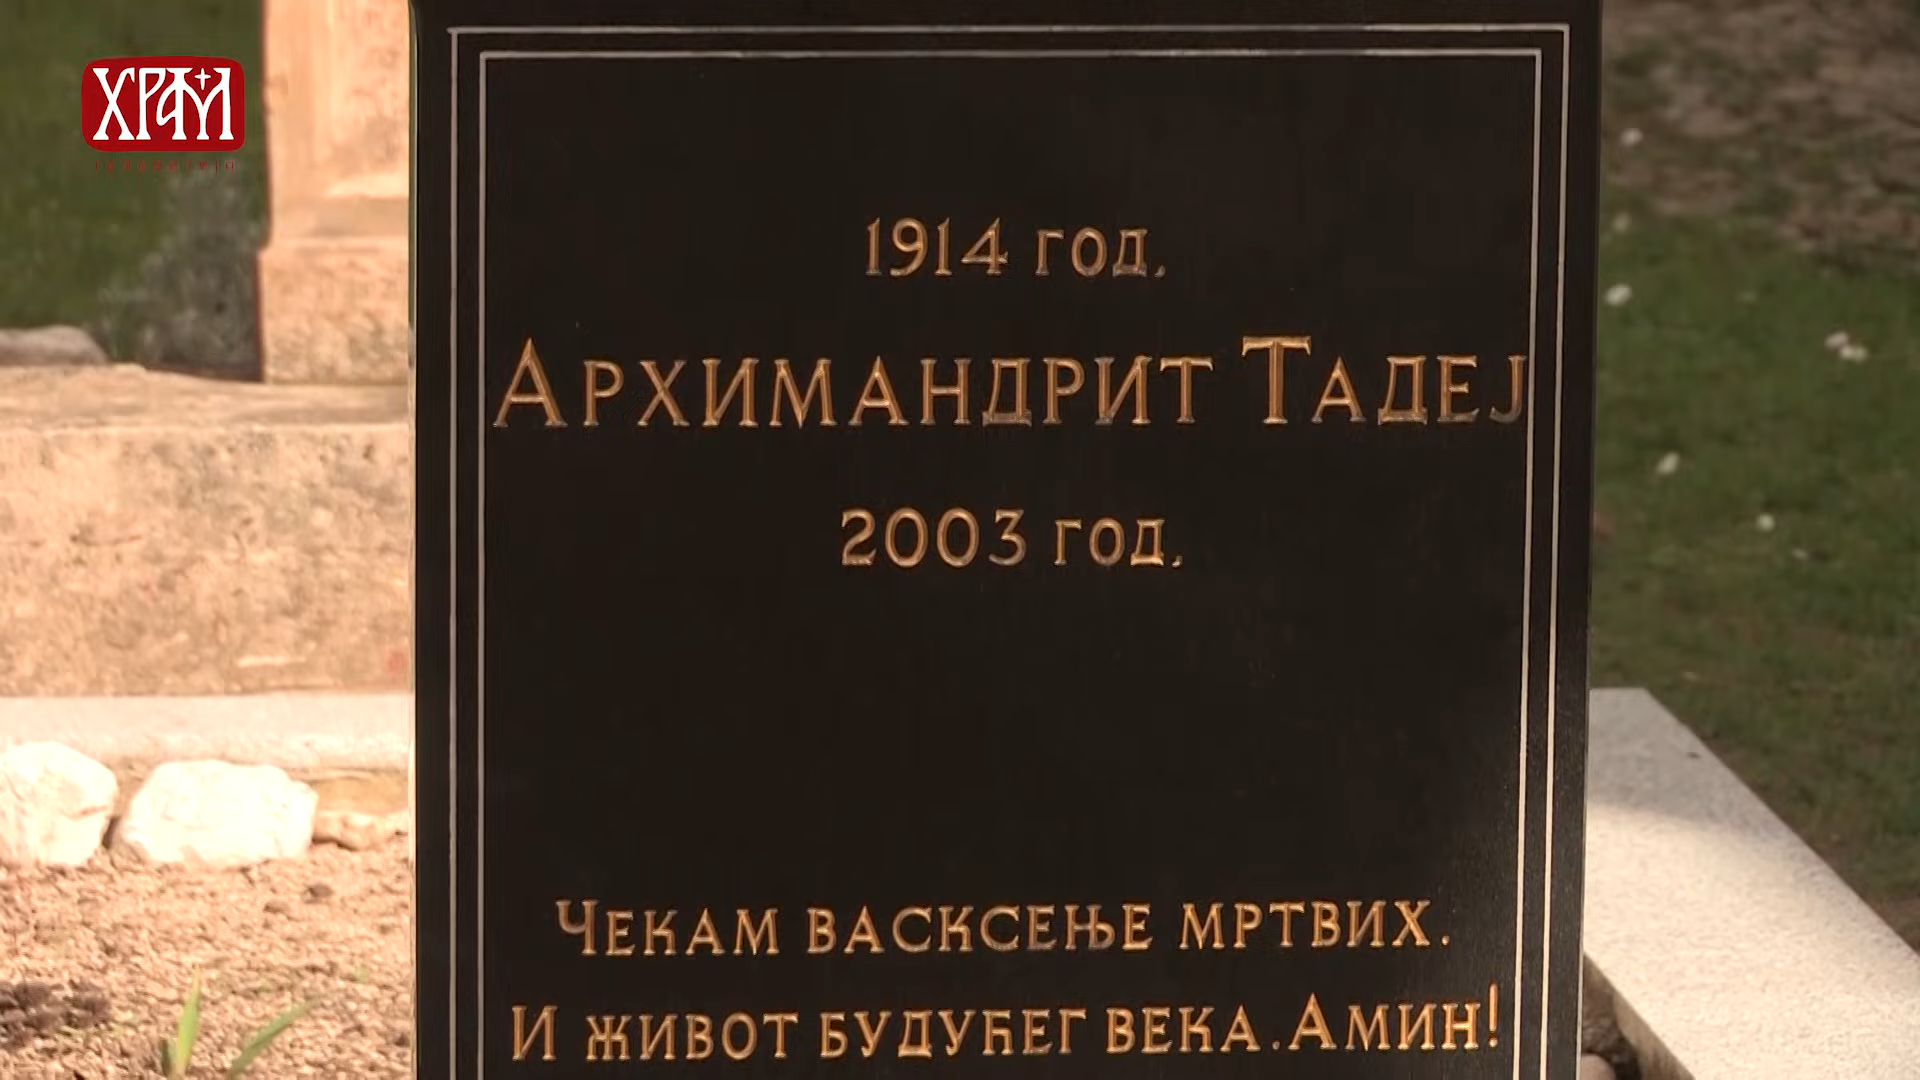 ХРАМ
1914 год.
Архимандрит Тадеј
2003 год.
Чекам васксење мртвих.
И живот будућег века. Амин!